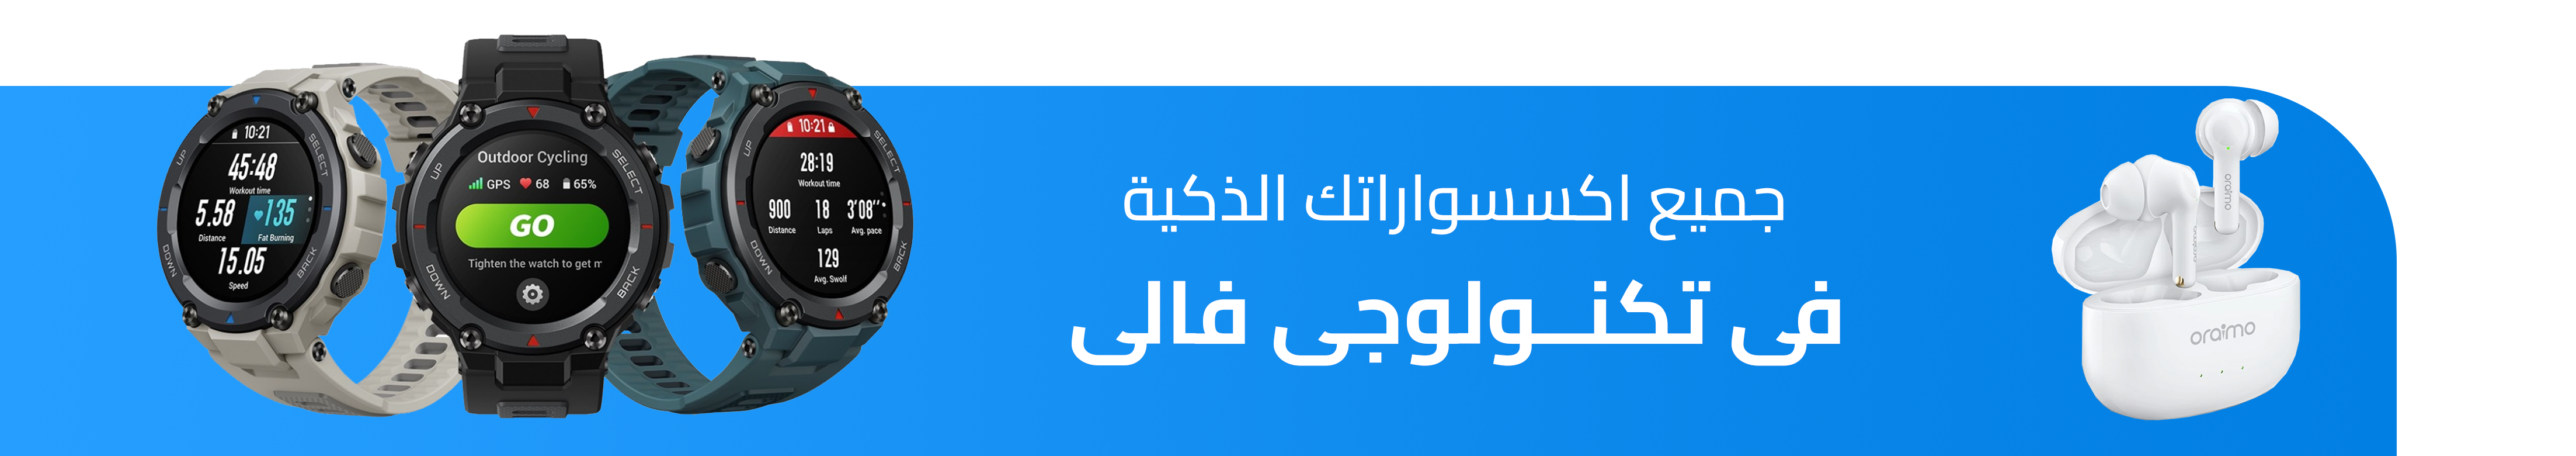 جميع اكسسواراتك الذكية
فى تكنـــولوجى ڤالى
10:21
45:48
Workout time
5.58
135
Distance
Fat Burning
15.05
Speed
UP
SELECT
DOWN
BACK
Outdoor Cycling
GPS 68 65%
GO
Tighten the watch to get
UP
SELECT
DOWN
BACK
10:21
28:19
Workout time
900 18 3'08"
Distance Laps Avg. pace
129
Avg. Swolf
UP
SELECT
DOWN
BACK
oraimo
oraimo
oraimo